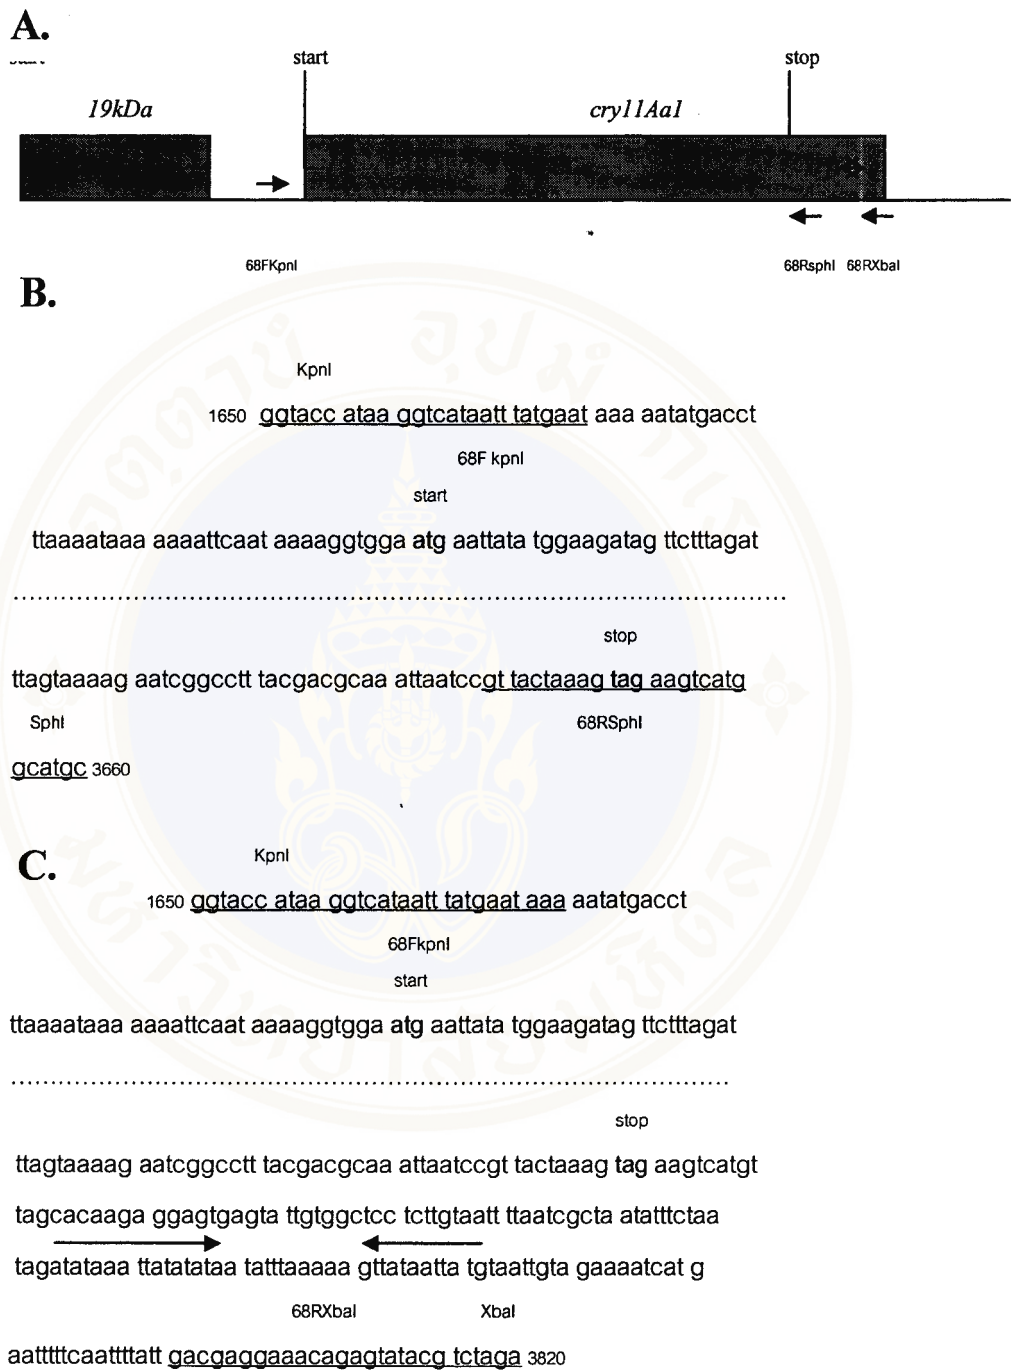 A.
start stop
19kDa cry11Aa1
68FKpnI 68RsphI 68RXbaI
B.
KpnI
1650 ggtacc ataa ggtcataatt tatgaat aaa aatatgacct
68F kpnI
start
ttaaaataaa aaaattcaat aaaaggtgga atg aattata tggaagatag ttctttagat
................................................................
stop
ttagtaaaag aatcggcctt tacgacgcaa attaatccgt tactaaag tag aagtcatg
SphI 68RSphI
gcatgc 3660
C.
KpnI
1650 ggtacc ataa ggtcataatt tatgaat aaa aatatgacct
68FkpnI
start
ttaaaataaa aaaattcaat aaaaggtgga atg aattata tggaagatag ttctttagat
................................................................
stop
ttagtaaaag aatcggcctt tacgacgcaa attaatccgt tactaaag tag aagtcatgt
tagcacaaga ggagtgagta ttgtggctcc tcttgtaatt ttaatcgcta atatttctaa
tagatataaa ttatatataa tatttaaaaa gttataatta tgtaattgta gaaaatcat g
68RXbaI XbaI
aatttttcaattttatt gacgaggaaacagagtatacg tctaga 3820